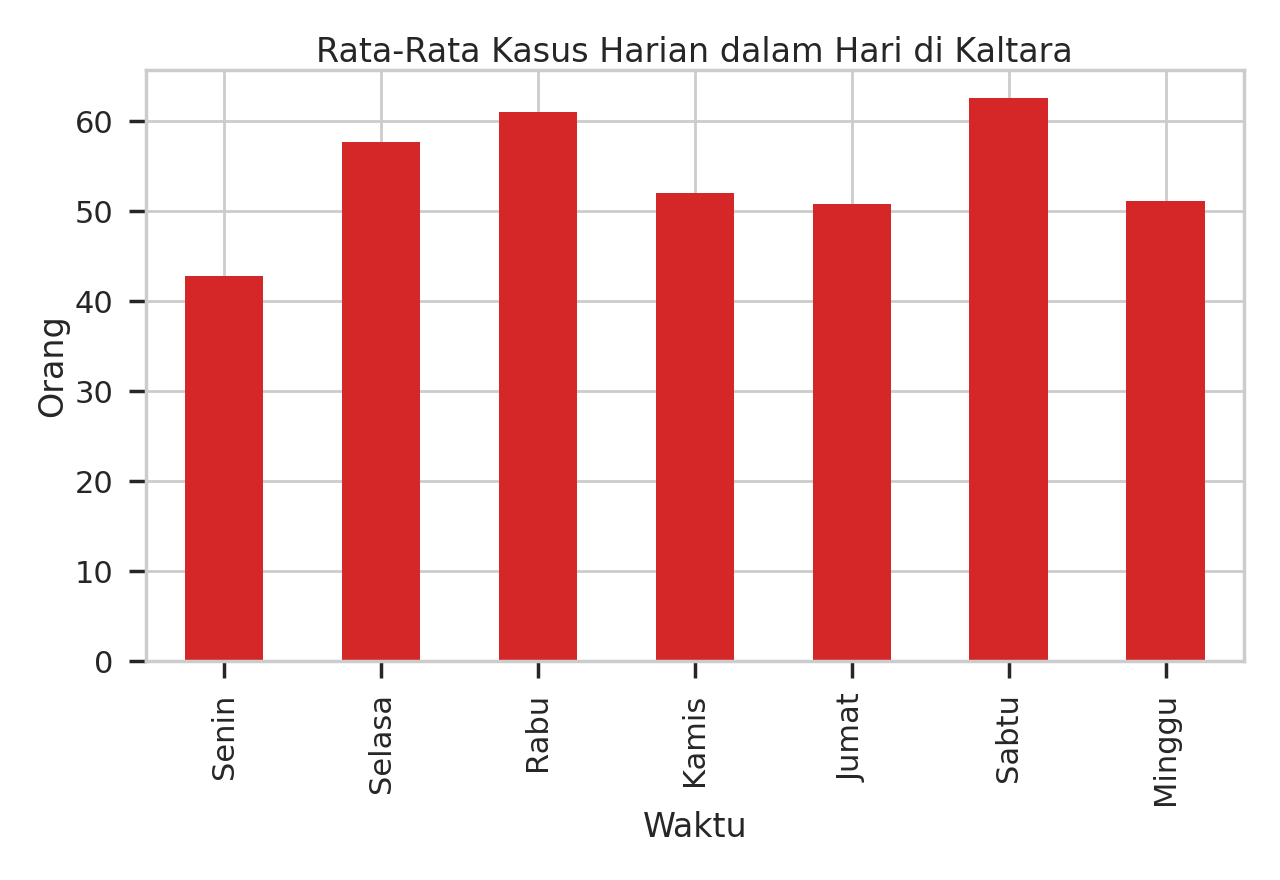 Rata-Rata Kasus Harian dalam Hari di Kaltara
60
50
40
30
20
10
0
Orang
Senin
Selasa
Rabu
Kamis
Jumat
Sabtu
Minggu
Waktu